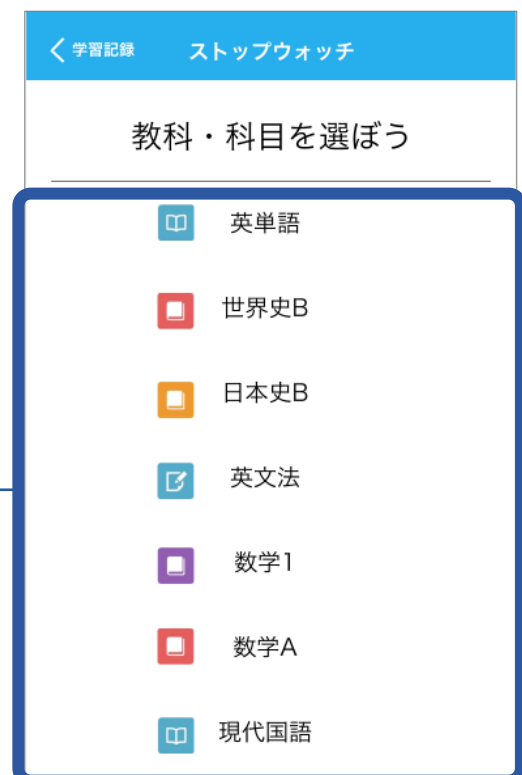 学習記録 ストップウォッチ
教科・科目を選ぼう
英単語
世界史B
日本史B
英文法
数学1
数学A
現代国語